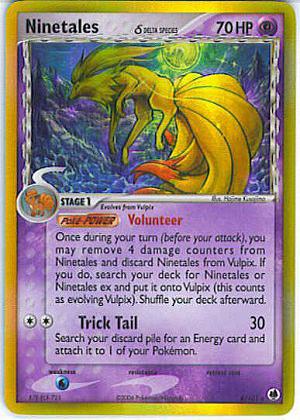 Ninetales δ DELTA SPECIES 70 HP
Illus. Hajime Kusajima
STAGE 1 Evolves from Vulpix
Poké-POWER Volunteer
Once during your turn (before your attack), you
may remove 4 damage counters from
Ninetales and discard Ninetales from Vulpix. If
you do, search your deck for Ninetales or
Ninetales ex and put it onto Vulpix (this counts
as evolving Vulpix). Shuffle your deck afterward.
Trick Tail 30
Search your discard pile for an Energy card and
attach it to 1 of your Pokémon.
weakness resistance retreat cost